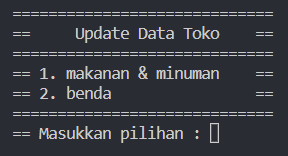 =============================
==     Update Data Toko    ==
=============================
== 1. makanan & minuman    ==
== 2. benda                ==
=============================
== Masukkan pilihan :